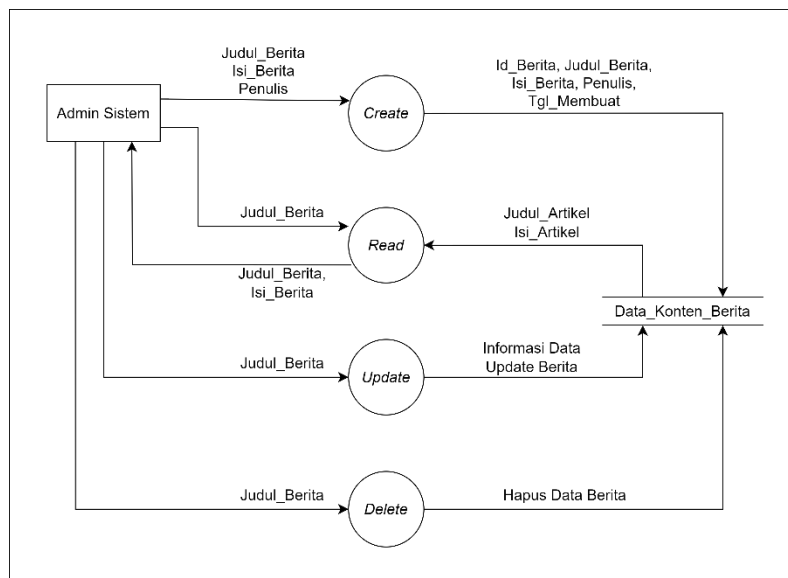 Judul_Berita
Isi_Berita
Penulis
Id_Berita, Judul_Berita,
Isi_Berita, Penulis,
Tgl_Membuat
Admin Sistem
Create
Judul_Berita
Judul_Artikel
Isi_Artikel
Read
Judul_Berita,
Isi_Berita
Data_Konten_Berita
Judul_Berita
Update
Informasi Data
Update Berita
Judul_Berita
Delete
Hapus Data Berita